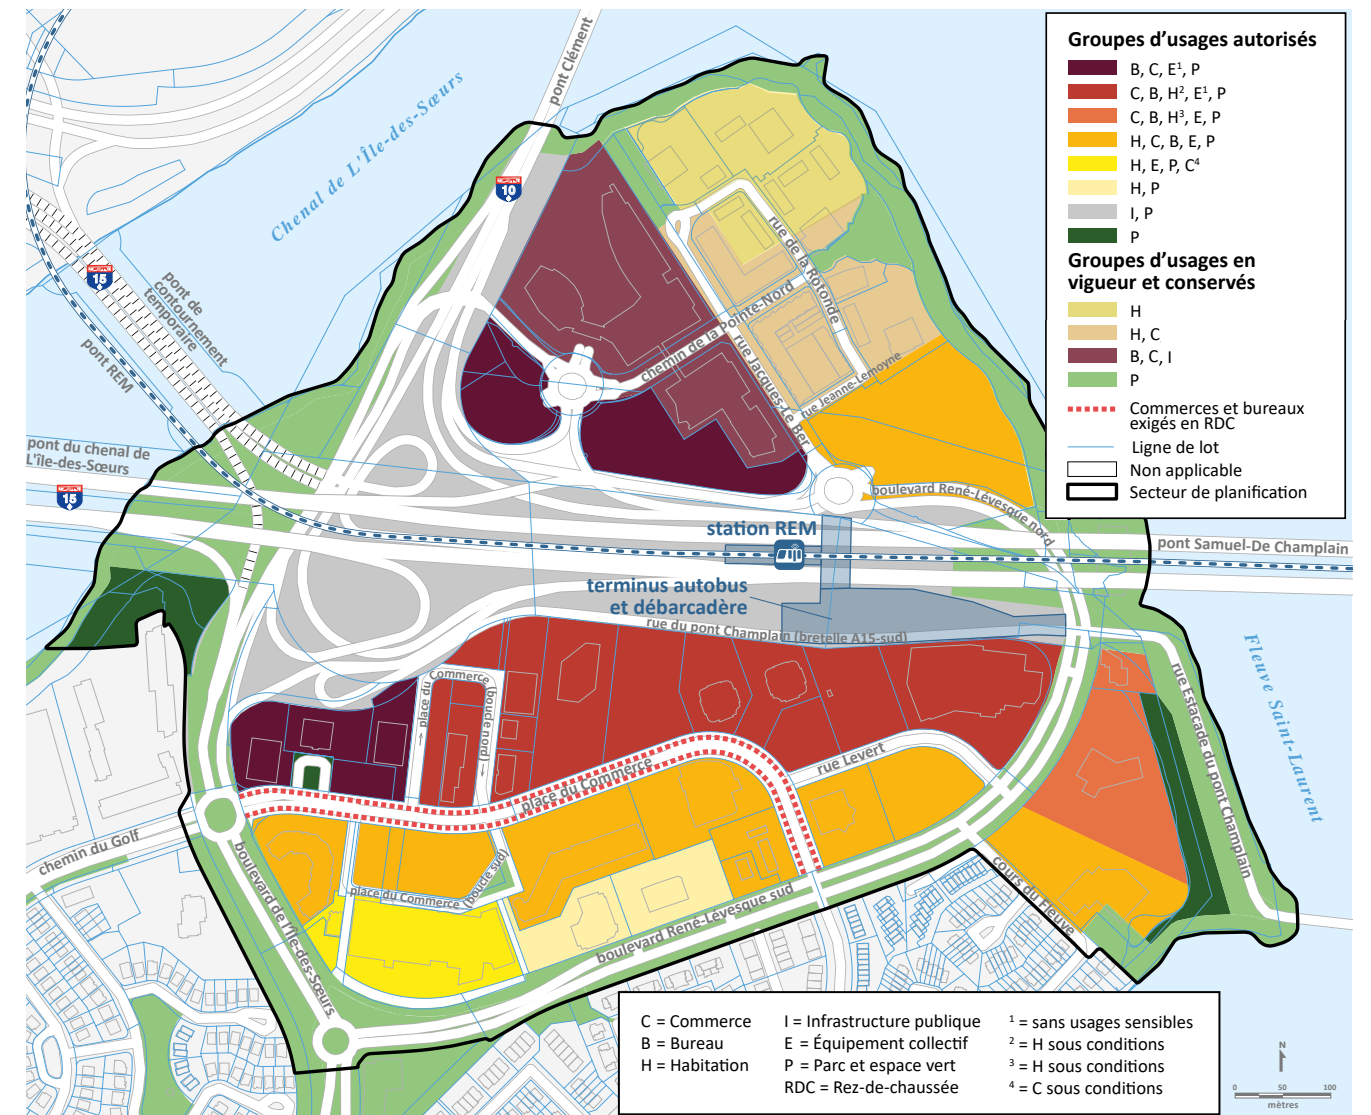 Groupes d’usages autorisés
B, C, E¹, P
C, B, H², E¹, P
C, B, H³, E, P
H, C, B, E, P
H, E, P, C⁴
H, P
I, P
P
Groupes d’usages en
vigueur et conservés
H
H, C
B, C, I
P
Commerces et bureaux
exigés en RDC
Ligne de lot
Non applicable
Secteur de planification
pont Clément
Chenal de L'Île-des-Sœurs
10
15
pont de
contournement
temporaire
pont REM
pont du chenal de
L'île-des-Sœurs
15
rue de la Rotonde
chemin de la Pointe-Nord
rue Jacques-Le Ber
rue Jeanne-Lemoyne
boulevard René-Lévesque nord
station REM
pont Samuel-De Champlain
terminus autobus
et débarcadère
rue du pont Champlain (bretelle A15-sud)
Fleuve Saint-Laurent
rue Estacade du pont Champlain
place du Commerce (boucle nord)
place du Commerce
rue Levert
chemin du Golf
boulevard de l'Île-des-Sœurs
place du Commerce (boucle sud)
boulevard René-Lévesque sud
cours du Fleuve
C = Commerce
B = Bureau
H = Habitation
I = Infrastructure publique
E = Équipement collectif
P = Parc et espace vert
RDC = Rez-de-chaussée
¹ = sans usages sensibles
² = H sous conditions
³ = H sous conditions
⁴ = C sous conditions
N
0 50 100
mètres